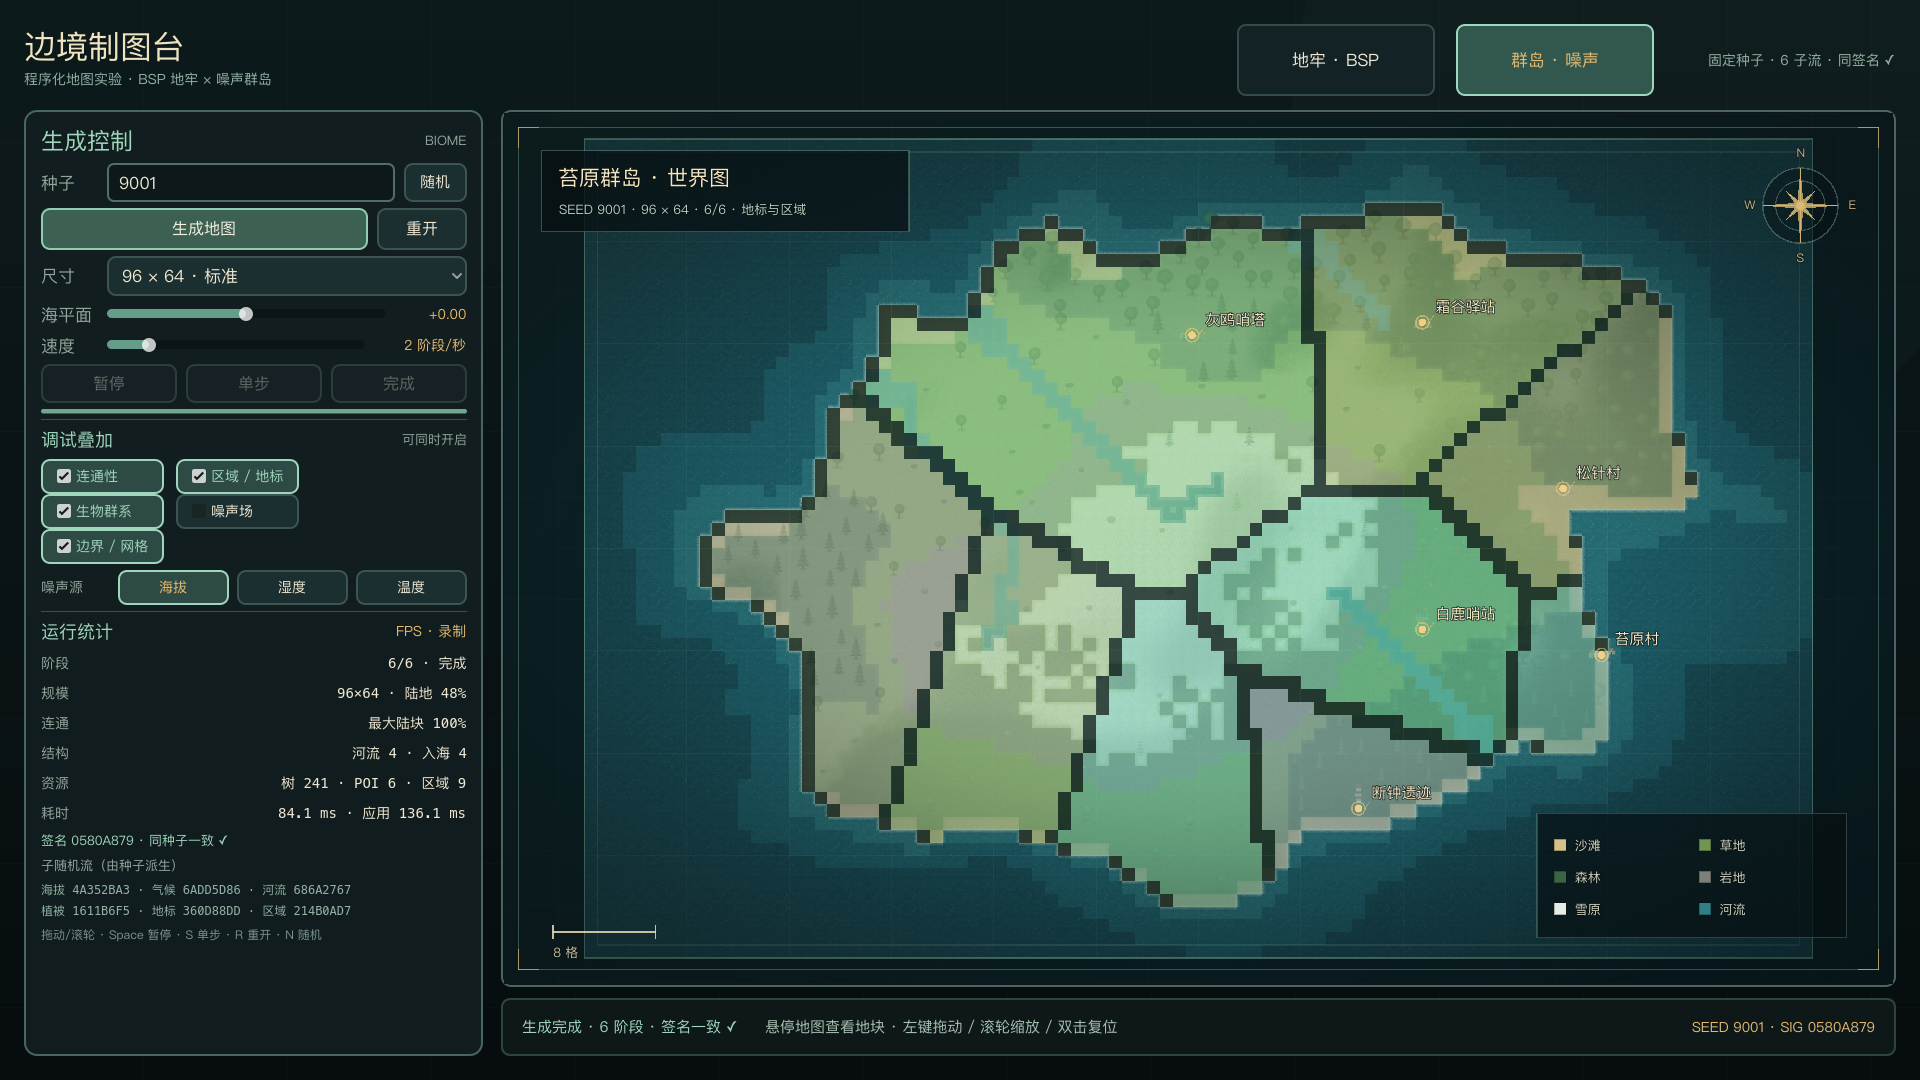 边境制图台
程序化地图实验 · BSP 地牢 × 噪声群岛
地牢 · BSP
群岛 · 噪声
固定种子 · 6 子流 · 同签名 ✓
生成控制
BIOME
种子
9001
随机
生成地图
重开
尺寸
96 × 64 · 标准
海平面
+0.00
速度
2 阶段/秒
暂停
单步
完成
调试叠加
可同时开启
连通性
区域 / 地标
生物群系
噪声场
边界 / 网格
噪声源
海拔
湿度
温度
运行统计
FPS · 录制
阶段
6/6 · 完成
规模
96×64 · 陆地 48%
连通
最大陆块 100%
结构
河流 4 · 入海 4
资源
树 241 · POI 6 · 区域 9
耗时
84.1 ms · 应用 136.1 ms
签名 0580A879 · 同种子一致 ✓
子随机流（由种子派生）
海拔 4A352BA3 · 气候 6ADD5D86 · 河流 686A2767
植被 1611B6F5 · 地标 360D88DD · 区域 214B0AD7
拖动/滚轮 · Space 暂停 · S 单步 · R 重开 · N 随机
苔原群岛 · 世界图
SEED 9001 · 96 × 64 · 6/6 · 地标与区域
N
W
E
S
灰鸥哨塔
霜谷驿站
松针村
白鹿哨站
苔原村
断钟遗迹
沙滩
草地
森林
岩地
雪原
河流
8 格
生成完成 · 6 阶段 · 签名一致 ✓
悬停地图查看地块 · 左键拖动 / 滚轮缩放 / 双击复位
SEED 9001 · SIG 0580A879